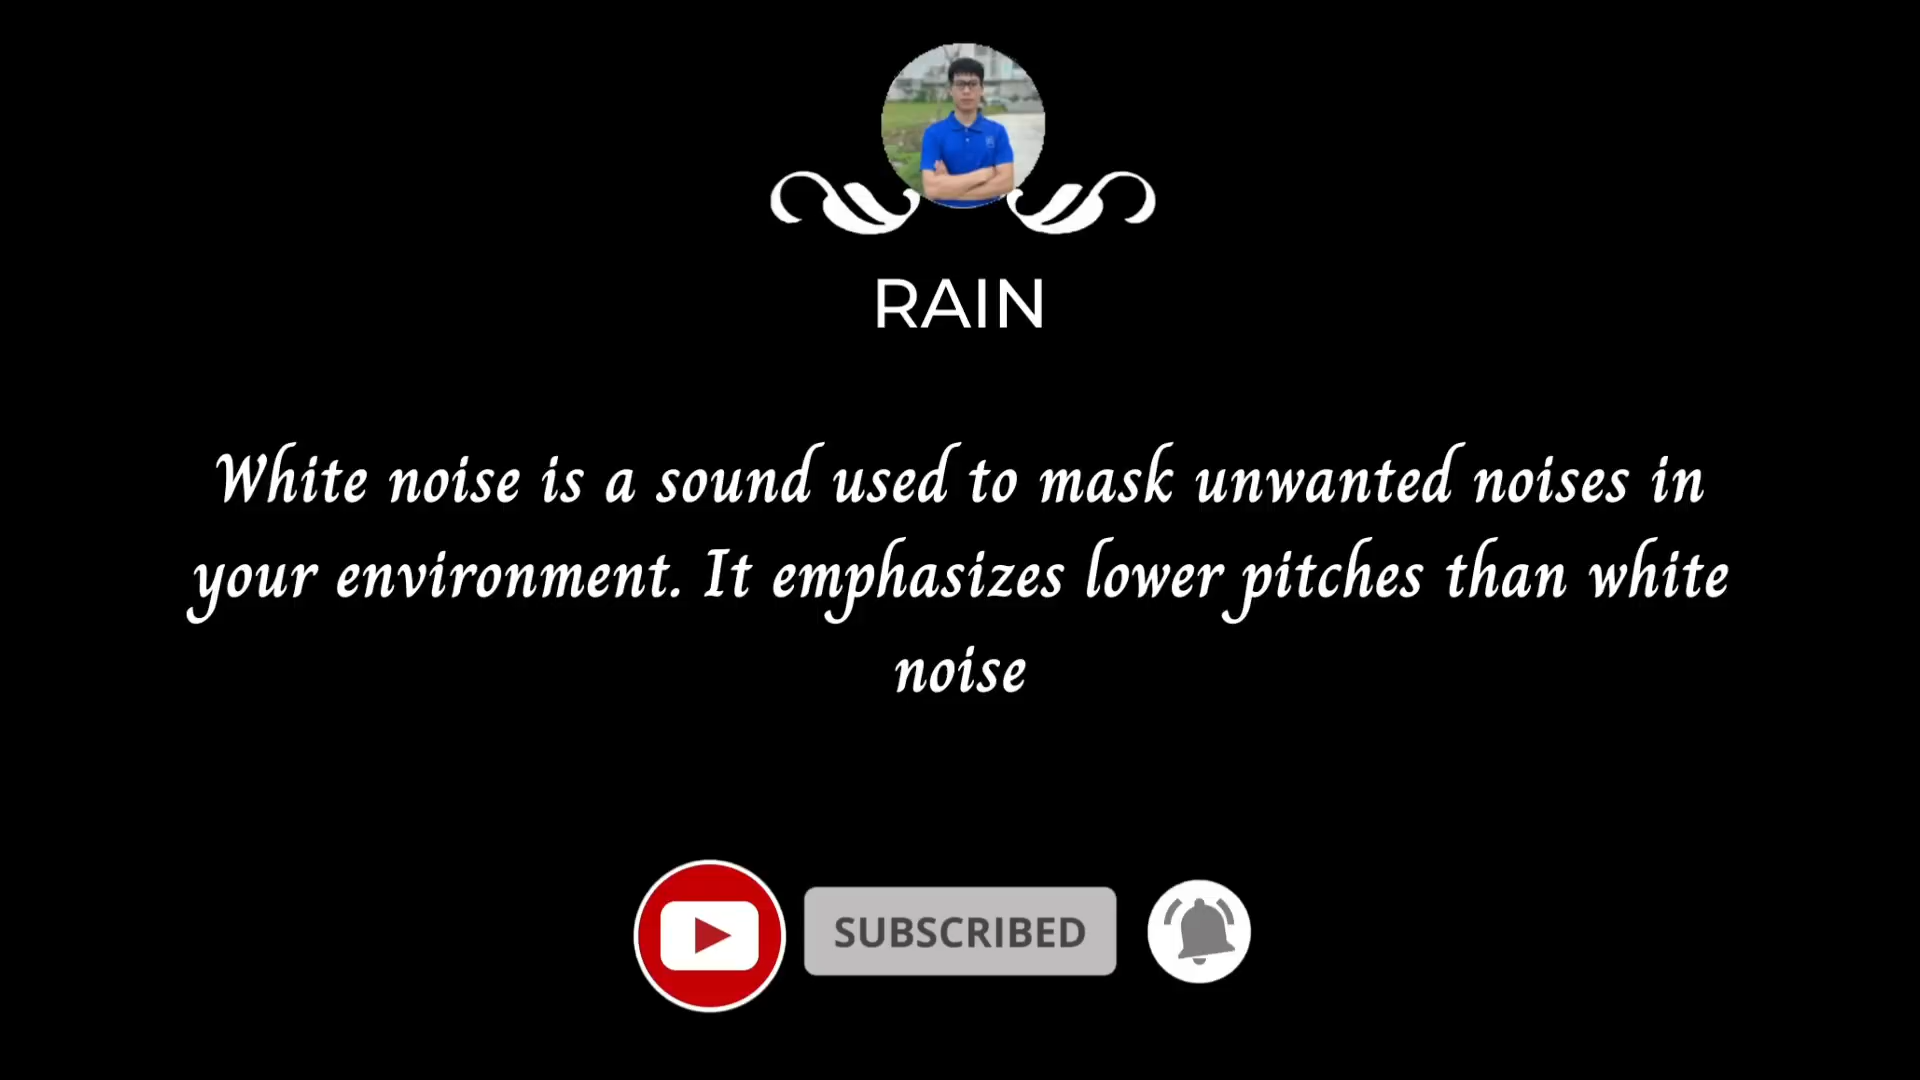 RAIN
White noise is a sound used to mask unwanted noises in
your environment. It emphasizes lower pitches than white
noise
SUBSCRIBED